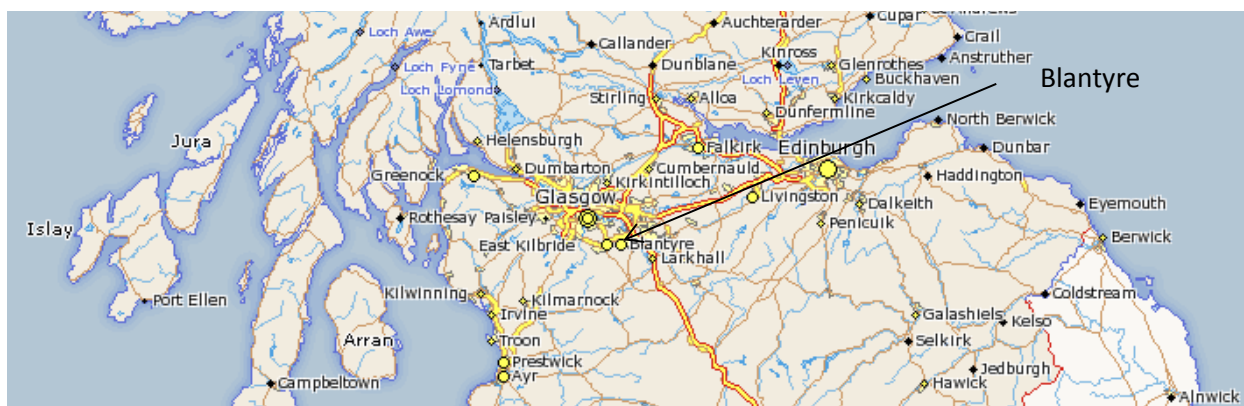 Ardlui
Auchterarder
Cupar
Crail
Loch Awe
Callander
Kinross
Anstruther
Loch Fyne
Tarbet
Dunblane
Glenrothes
Loch Leven
Buckhaven
Blantyre
Loch Lomond
Stirling
Alloa
Kirkcaldy
Dunfermline
North Berwick
Jura
Helensburgh
Falkirk
Edinburgh
Dunbar
Dumbarton
Cumbernauld
Greenock
Kirkintilloch
Haddington
Glasgow
Livingston
Dalkeith
Eyemouth
Islay
Rothesay
Paisley
Penicuik
East Kilbride
Blantyre
Berwick
Larkhall
Port Ellen
Kilwinning
Kilmarnock
Coldstream
Irvine
Galashiels
Kelso
Arran
Troon
Selkirk
Prestwick
Ayr
Jedburgh
Campbeltown
Hawick
Alnwick